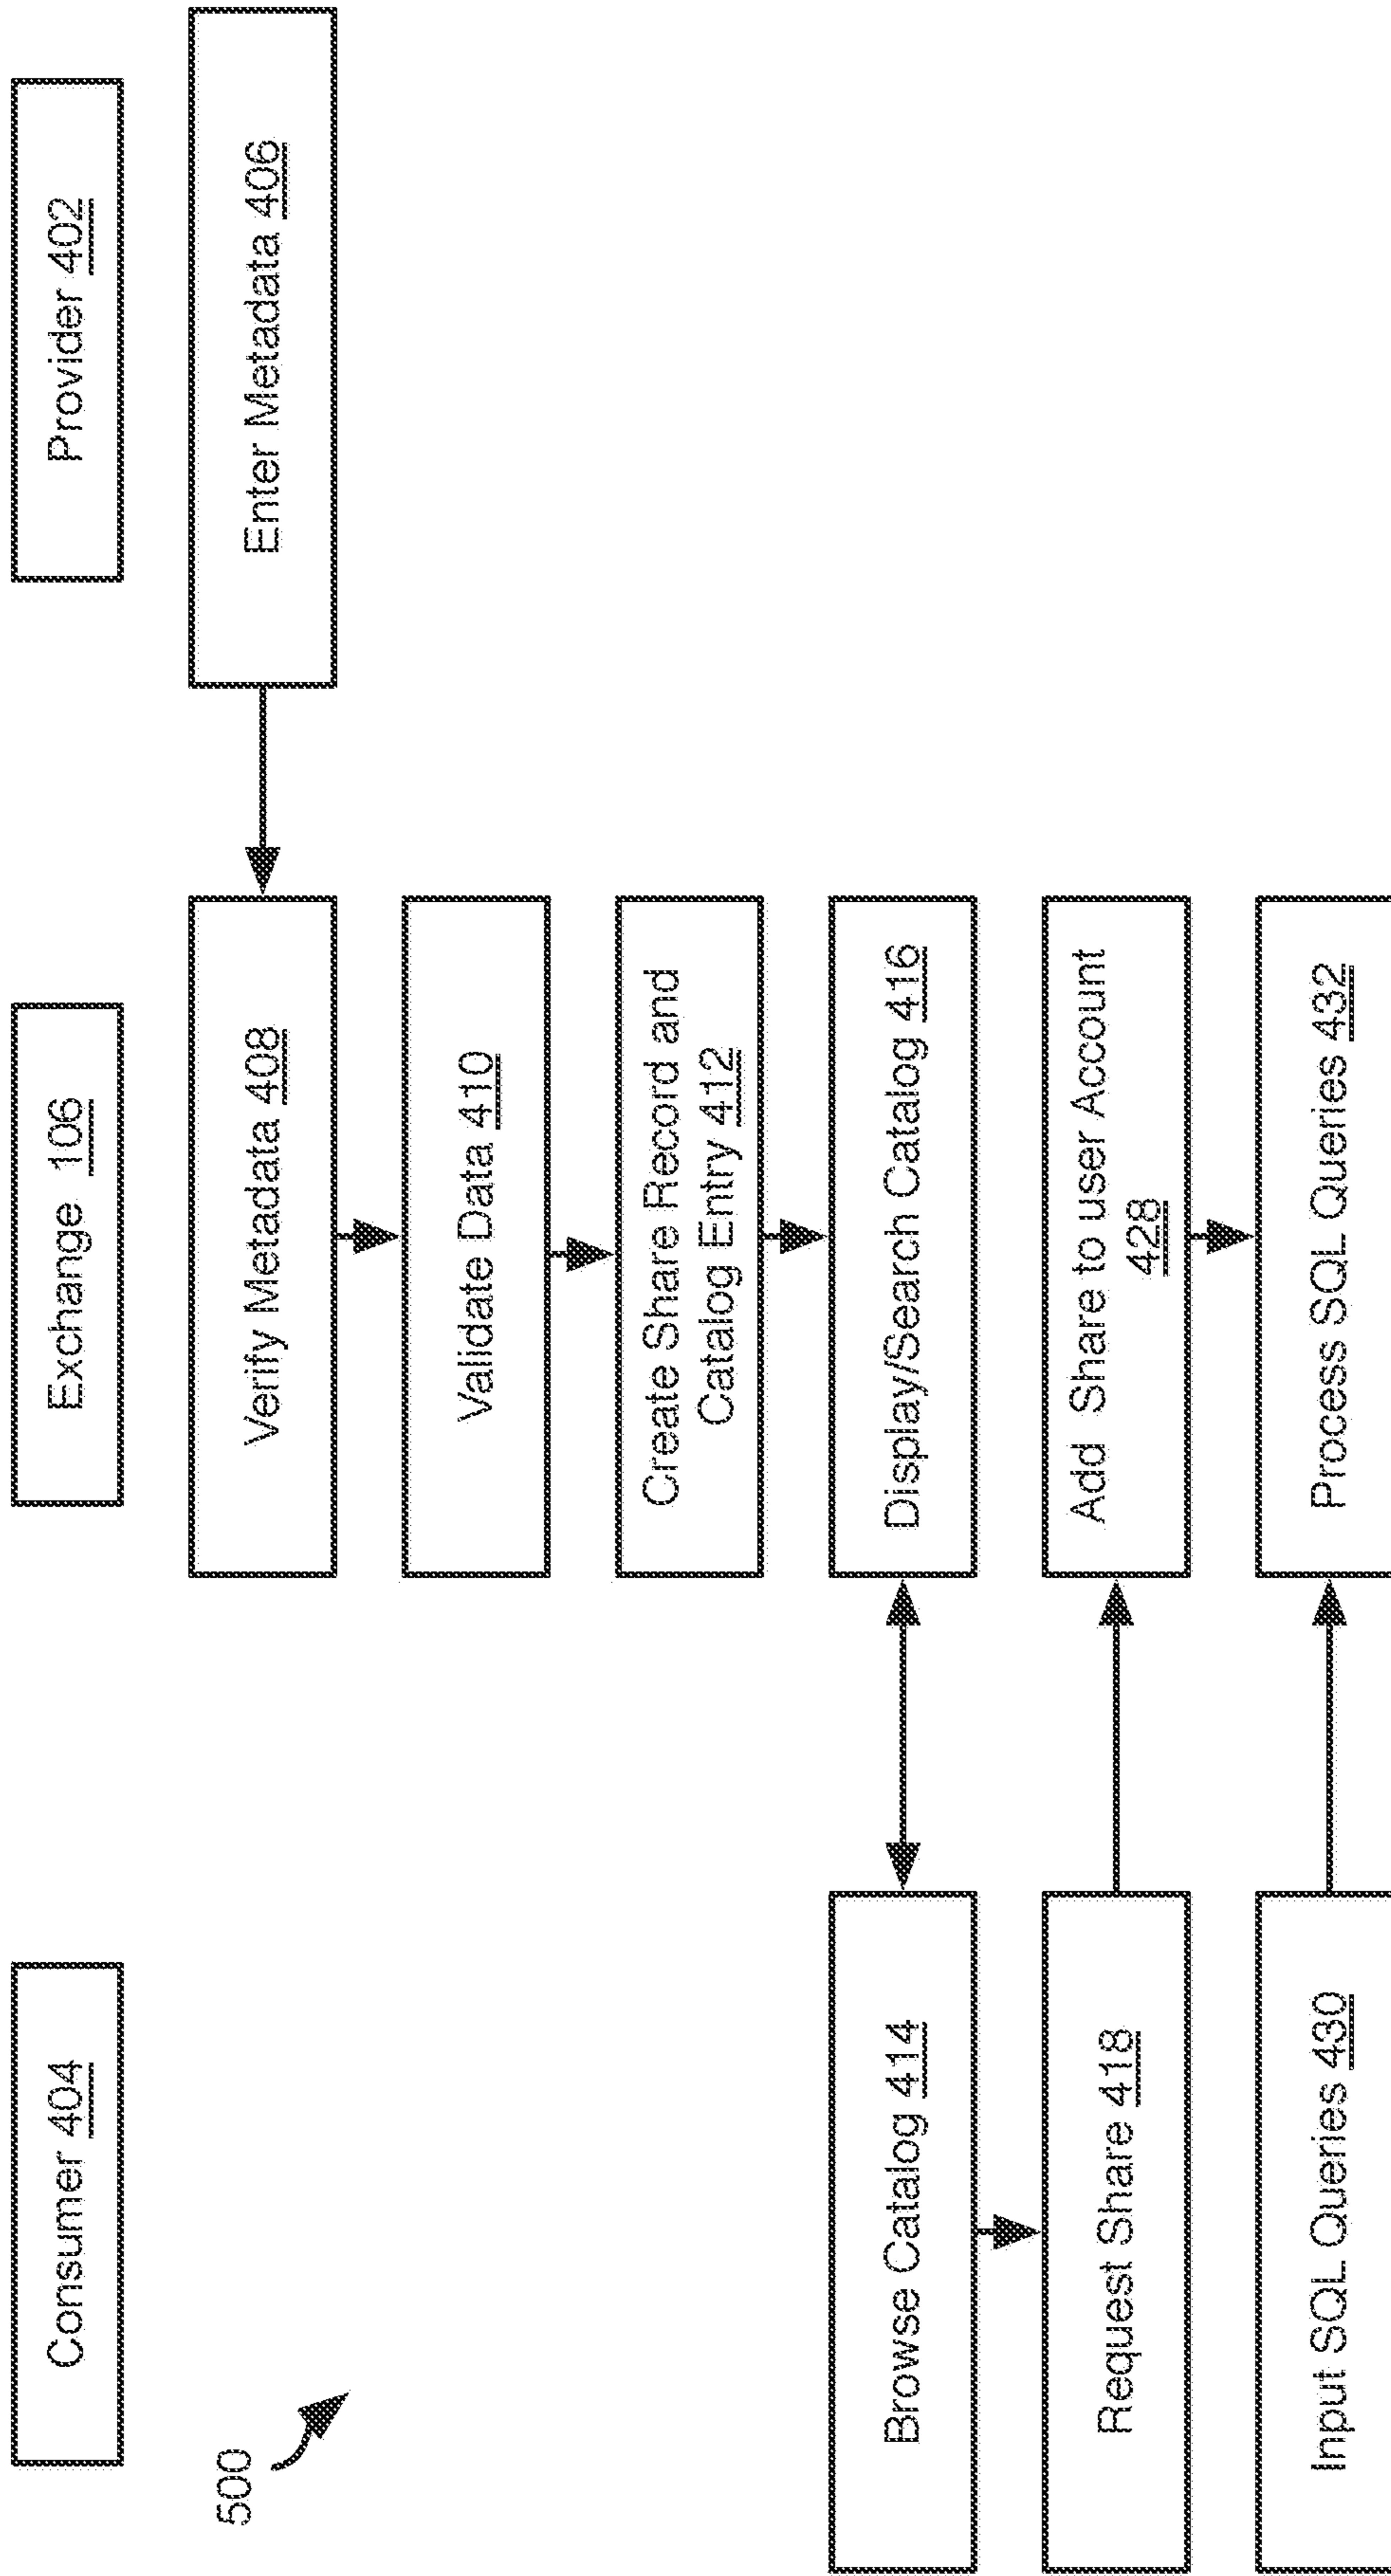 Consumer 404
Exchange 106
Provider 402
500
Enter Metadata 406
Verify Metadata 408
Validate Data 410
Create Share Record and
Catalog Entry 412
Browse Catalog 414
Display/Search Catalog 416
Request Share 418
Add Share to user Account
428
Input SQL Queries 430
Process SQL Queries 432